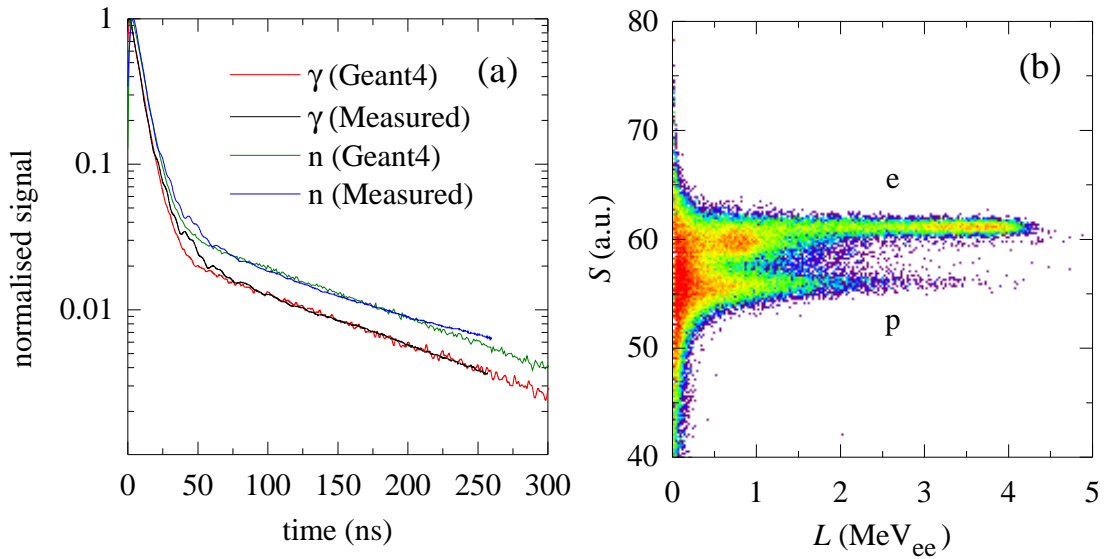 (a)
γ (Geant4)
γ (Measured)
n (Geant4)
n (Measured)
normalised signal
1
0.1
0.01
0 50 100 150 200 250 300
time (ns)
(b)
e
p
S (a.u.)
80
70
60
50
40
0 1 2 3 4 5
L (MeVee)